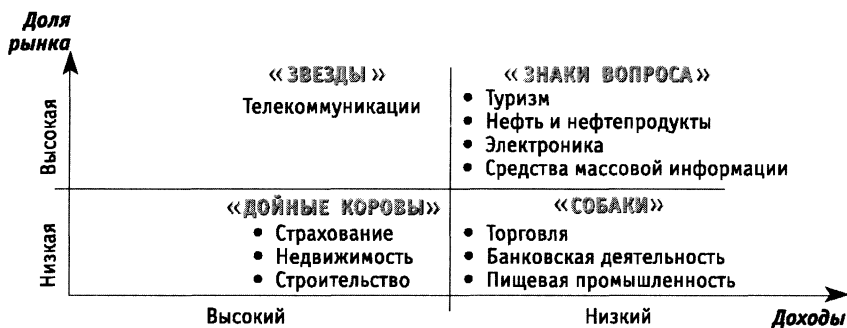 Доля
рынка
Высокая
«ЗВЕЗДЫ»
Телекоммуникации
«ЗНАКИ ВОПРОСА»
• Туризм
• Нефть и нефтепродукты
• Электроника
• Средства массовой информации
Низкая
«ДОЙНЫЕ КОРОВЫ»
• Страхование
• Недвижимость
• Строительство
«СОБАКИ»
• Торговля
• Банковская деятельность
• Пищевая промышленность
Высокий
Низкий
Доходы